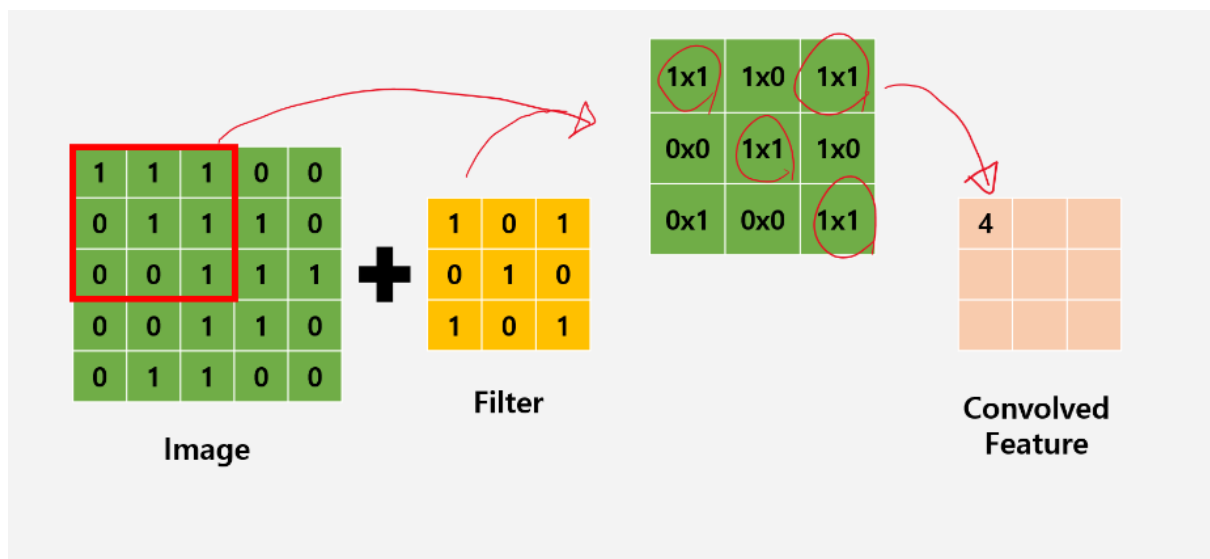 1x1 1x0 1x1
0x0 1x1 1x0
0x1 0x0 1x1
1 1 1 0 0
0 1 1 1 0
0 0 1 1 1
0 0 1 1 0
0 1 1 0 0
Image
1 0 1
0 1 0
1 0 1
Filter
4
Convolved
Feature